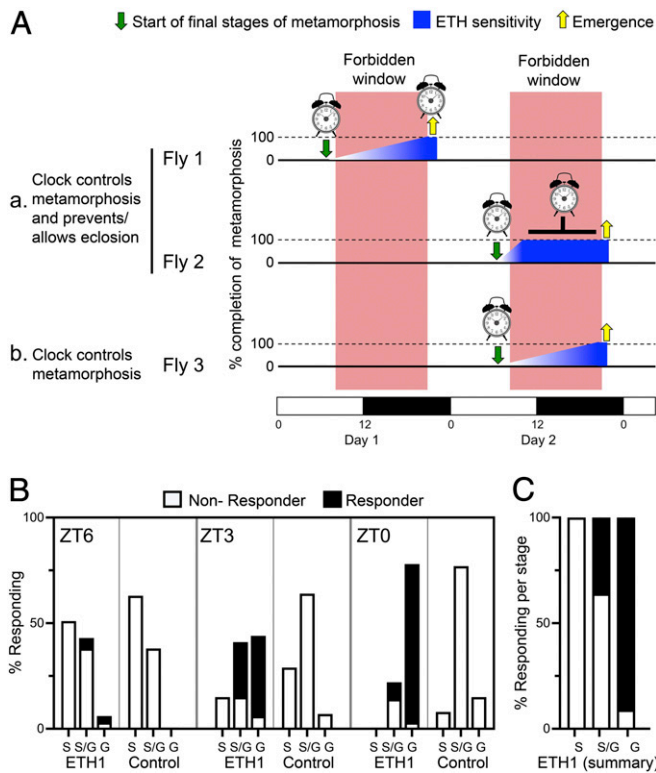 A
Start of final stages of metamorphosis
ETH sensitivity
Emergence
Forbidden
window
Forbidden
window
% completion of metamorphosis
a.
Clock controls
metamorphosis
and prevents/
allows eclosion
Fly 1
100
0
Fly 2
100
0
b.
Clock controls
metamorphosis
Fly 3
100
0
0 12 0 12 0
Day 1 Day 2
B
Non- Responder Responder
% Responding
100
50
0
ZT6 ZT3 ZT0
S S/G G S S/G G S S/G G S S/G G S S/G G S S/G G
ETH1 Control ETH1 Control ETH1 Control
C
% Responding per stage
100
50
0
S S/G G
ETH1 (summary)